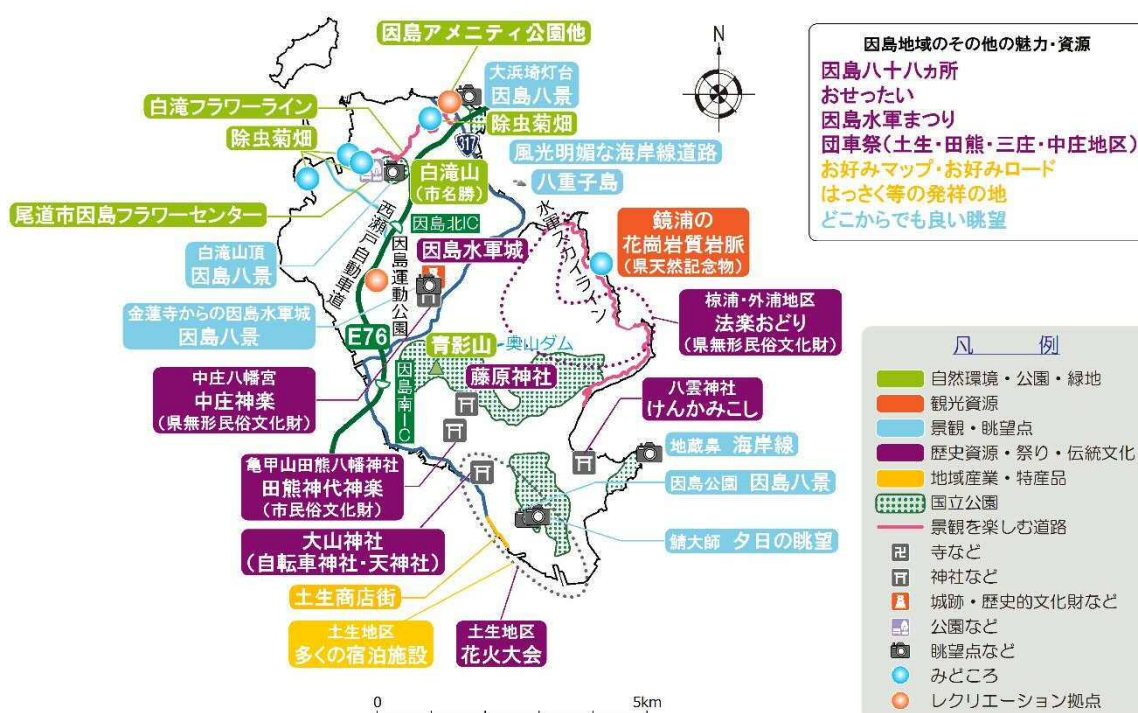 因島アメニティ公園他
大浜埼灯台
因島八景
白滝フラワーライン
除虫菊畑
除虫菊畑
317
風光明媚な海岸線道路
白滝山
(市名勝)
八重子島
尾道市因島フラワーセンター
西瀬戸自動車道
因島北IC
水軍スカイライン
鏡浦の
花崗岩質岩脈
(県天然記念物)
白滝山頂
因島八景
因島運動公園
因島水軍城
椋浦・外浦地区
法楽おどり
(県無形民俗文化財)
金蓮寺からの因島水軍城
因島八景
E76
青影山
奥山ダム
藤原神社
因島南IC
中庄八幡宮
中庄神楽
(県無形民俗文化財)
八雲神社
けんかみこし
地蔵鼻 海岸線
亀甲山田熊八幡神社
田熊神代神楽
(市民俗文化財)
因島公園 因島八景
大山神社
(自転車神社・天神社)
鯖大師 夕日の眺望
土生商店街
土生地区
多くの宿泊施設
土生地区
花火大会
0 5km
N
因島地域のその他の魅力・資源
因島八十八ヵ所
おせったい
因島水軍まつり
団車祭(土生・田熊・三庄・中庄地区)
お好みマップ・お好みロード
はっさく等の発祥の地
どこからでも良い眺望
凡 例
自然環境・公園・緑地
観光資源
景観・眺望点
歴史資源・祭り・伝統文化
地域産業・特産品
国立公園
景観を楽しむ道路
寺など
神社など
城跡・歴史的文化財など
公園など
眺望点など
みどころ
レクリエーション拠点